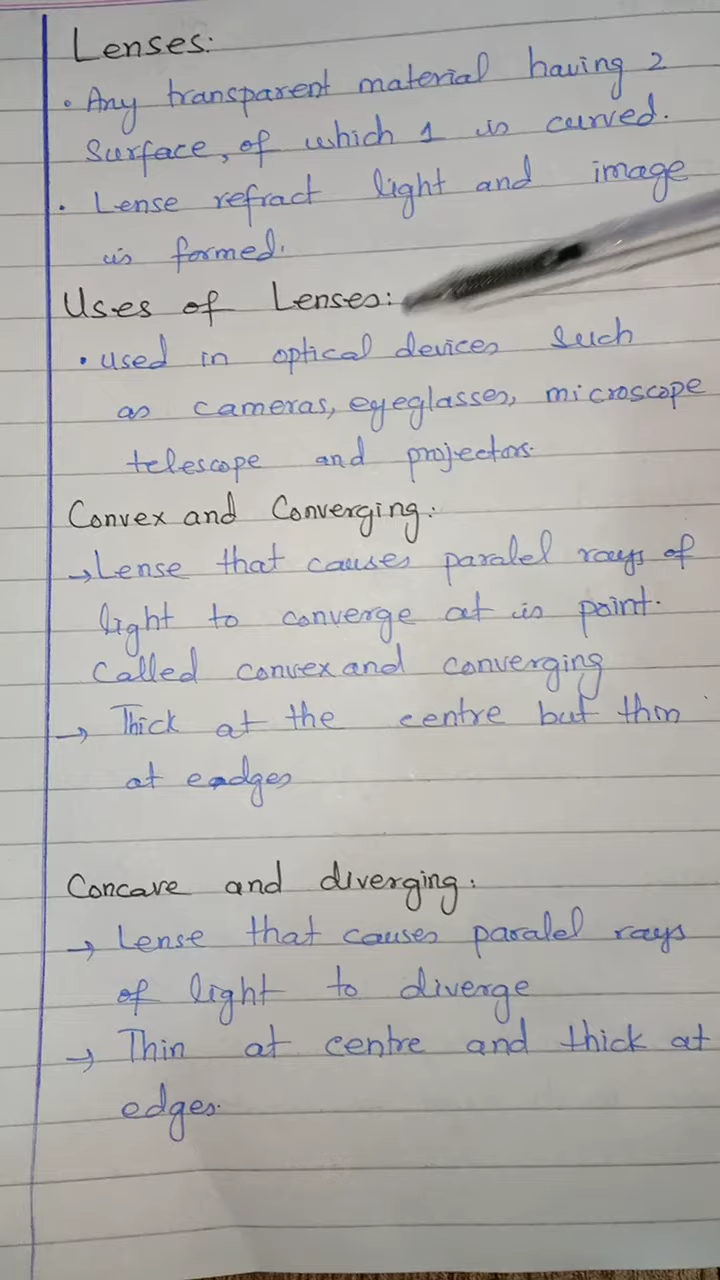 Lenses:
• Any transparent material having 2
Surface, of which 1 is curved.
• Lense refract light and image
is formed.
Uses of Lenses:
• used in optical devices such
as cameras, eyeglasses, microscope
telescope and projectors.
Convex and Converging:
→ Lense that causes paralel rays of
light to converge at is point.
Called convex and converging
→ Thick at the centre but thin
at eadges
Concave and diverging:
→ Lense that causes paralel rays
of light to diverge
→ Thin at centre and thick at
edges.